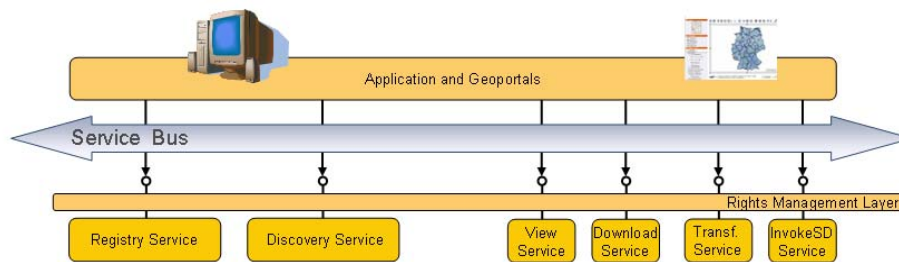 Application and Geoportals
Service Bus
Rights Management Layer
Registry Service
Discovery Service
View
Service
Download
Service
Transf.
Service
InvokeSD
Service